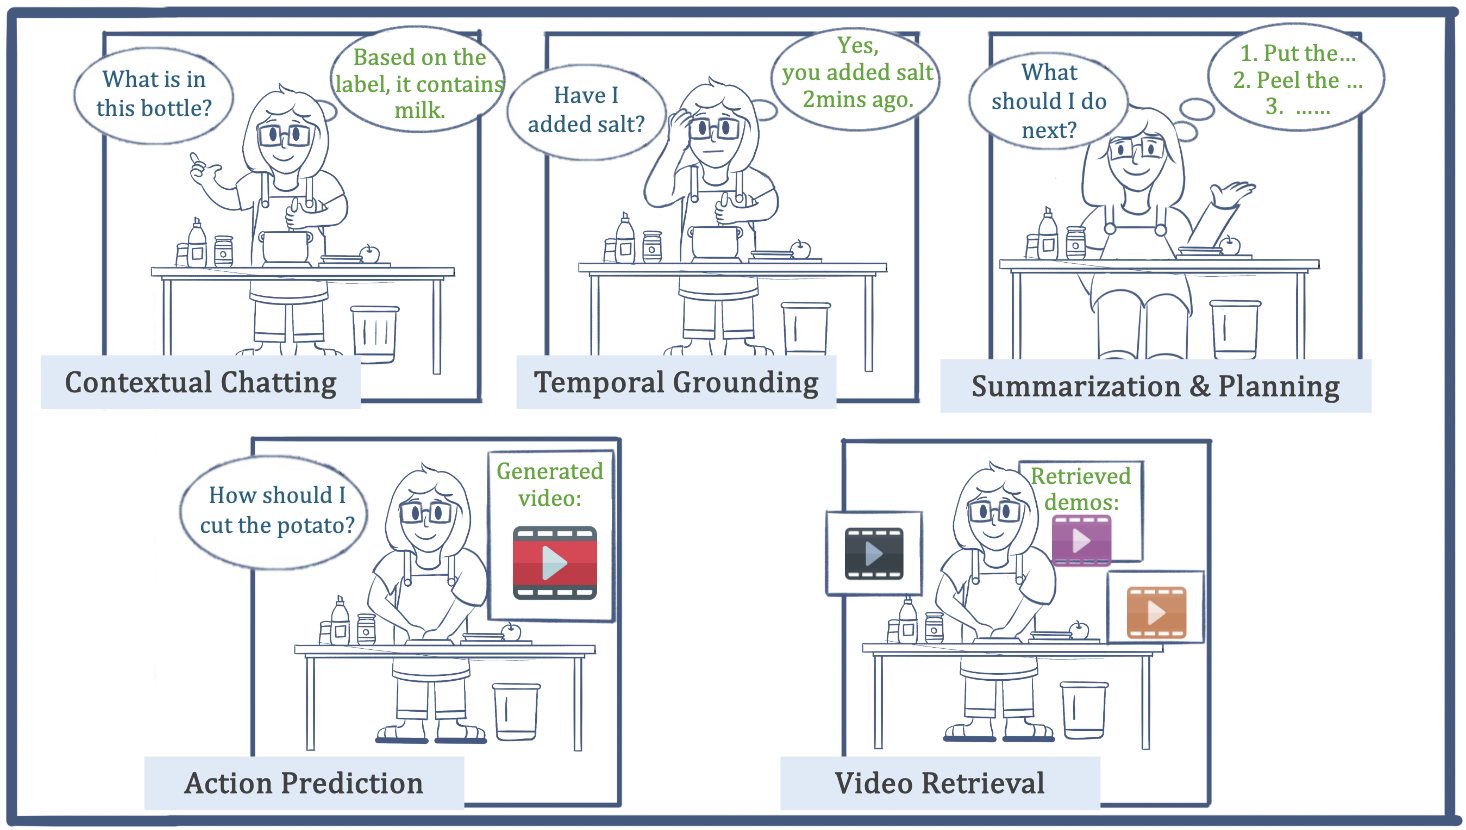 What is in
this bottle?
Based on the
label, it contains
milk.
Contextual Chatting
Have I
added salt?
Yes,
you added salt
2mins ago.
Temporal Grounding
What
should I do
next?
1. Put the...
2. Peel the ...
3. ......
Summarization & Planning
How should I
cut the potato?
Generated
video:
Action Prediction
Retrieved
demos:
Video Retrieval